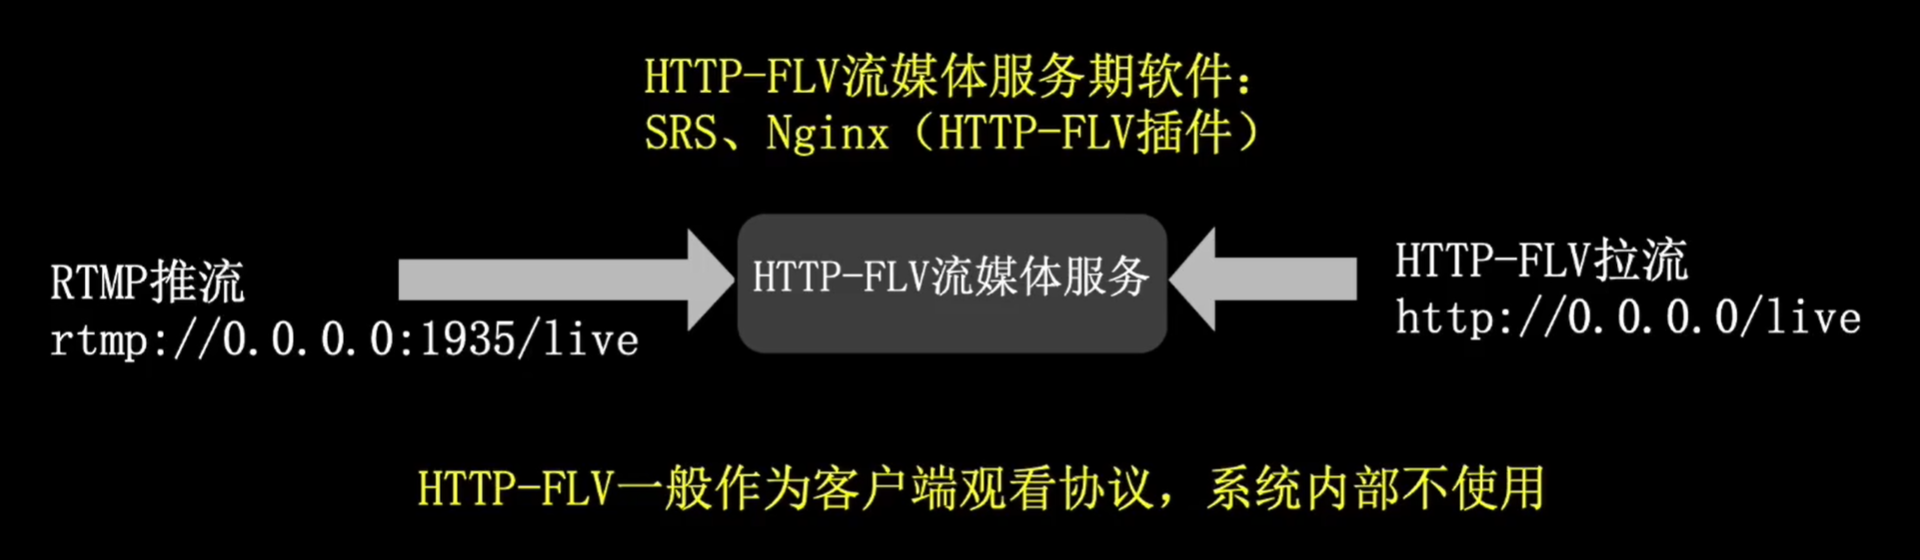 HTTP-FLV流媒体服务期软件：
SRS、Nginx（HTTP-FLV插件）
RTMP推流
rtmp://0.0.0.0:1935/live
HTTP-FLV流媒体服务
HTTP-FLV拉流
http://0.0.0.0/live
HTTP-FLV一般作为客户端观看协议，系统内部不使用